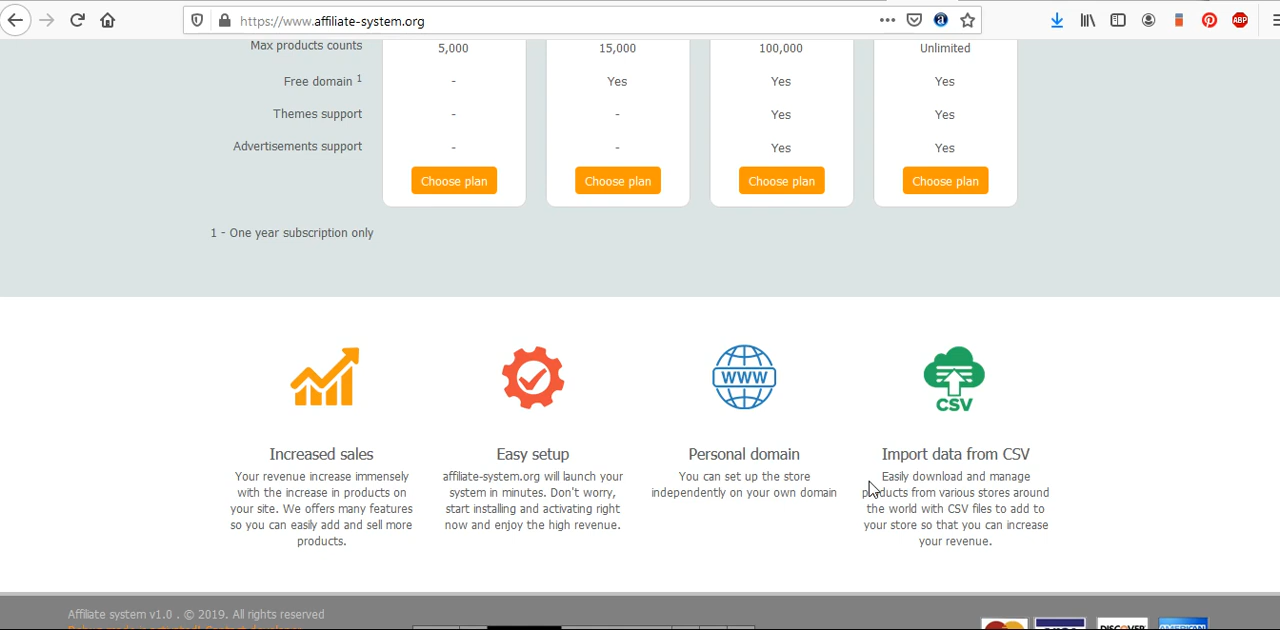 https://www.affiliate-system.org
Max products counts 5,000 15,000 100,000 Unlimited
Free domain 1 - Yes Yes Yes
Themes support - - Yes Yes
Advertisements support - - Yes Yes
Choose plan Choose plan Choose plan Choose plan
1 - One year subscription only
WWW
CSV
Increased sales
Your revenue increase immensely
with the increase in products on
your site. We offers many features
so you can easily add and sell more
products.
Easy setup
affiliate-system.org will launch your
system in minutes. Don't worry,
start installing and activating right
now and enjoy the high revenue.
Personal domain
You can set up the store
independently on your own domain
Import data from CSV
Easily download and manage
products from various stores around
the world with CSV files to add to
your store so that you can increase
your revenue.
Affiliate system v1.0 . © 2019. All rights reserved
DISCOVER
AMERICAN
ABP